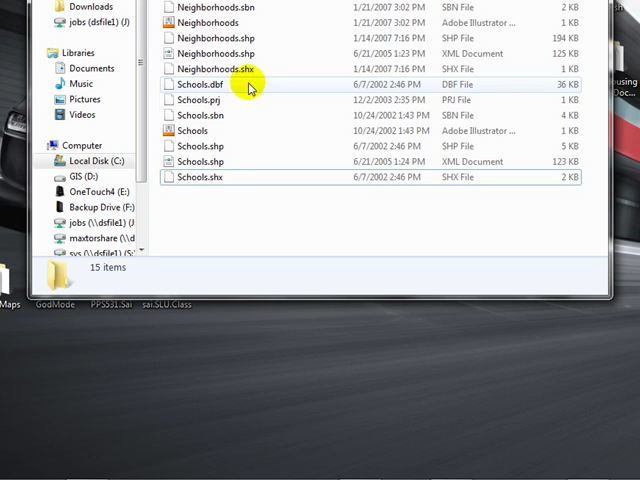 Downloads
jobs (dsfile1) (J)
Libraries
Documents
Music
Pictures
Videos
Computer
Local Disk (C:)
GIS (D:)
OneTouch4 (E:)
Backup Drive (F:)
jobs (\\dsfile1) (J
maxtorshare (\\d
sys (\\dsfile1) (S:
Neighborhoods.sbn 1/21/2007 3:02 PM SBN File 2 KB
Neighborhoods 1/21/2007 3:02 PM Adobe Illustrator ... 1 KB
Neighborhoods.shp 1/14/2007 7:16 PM SHP File 194 KB
Neighborhoods.shp 6/21/2005 1:23 PM XML Document 125 KB
Neighborhoods.shx 1/14/2007 7:16 PM SHX File 1 KB
Schools.dbf 6/7/2002 2:46 PM DBF File 36 KB
Schools.prj 12/2/2003 2:35 PM PRJ File 1 KB
Schools.sbn 10/24/2002 1:43 PM SBN File 4 KB
Schools 10/24/2002 1:43 PM Adobe Illustrator ... 1 KB
Schools.shp 6/7/2002 2:46 PM SHP File 5 KB
Schools.shp 6/21/2005 1:24 PM XML Document 123 KB
Schools.shx 6/7/2002 2:46 PM SHX File 2 KB
15 items
ousing
Doc...
Maps
GodMode
PPS531.Sai
sai.SLU.Class